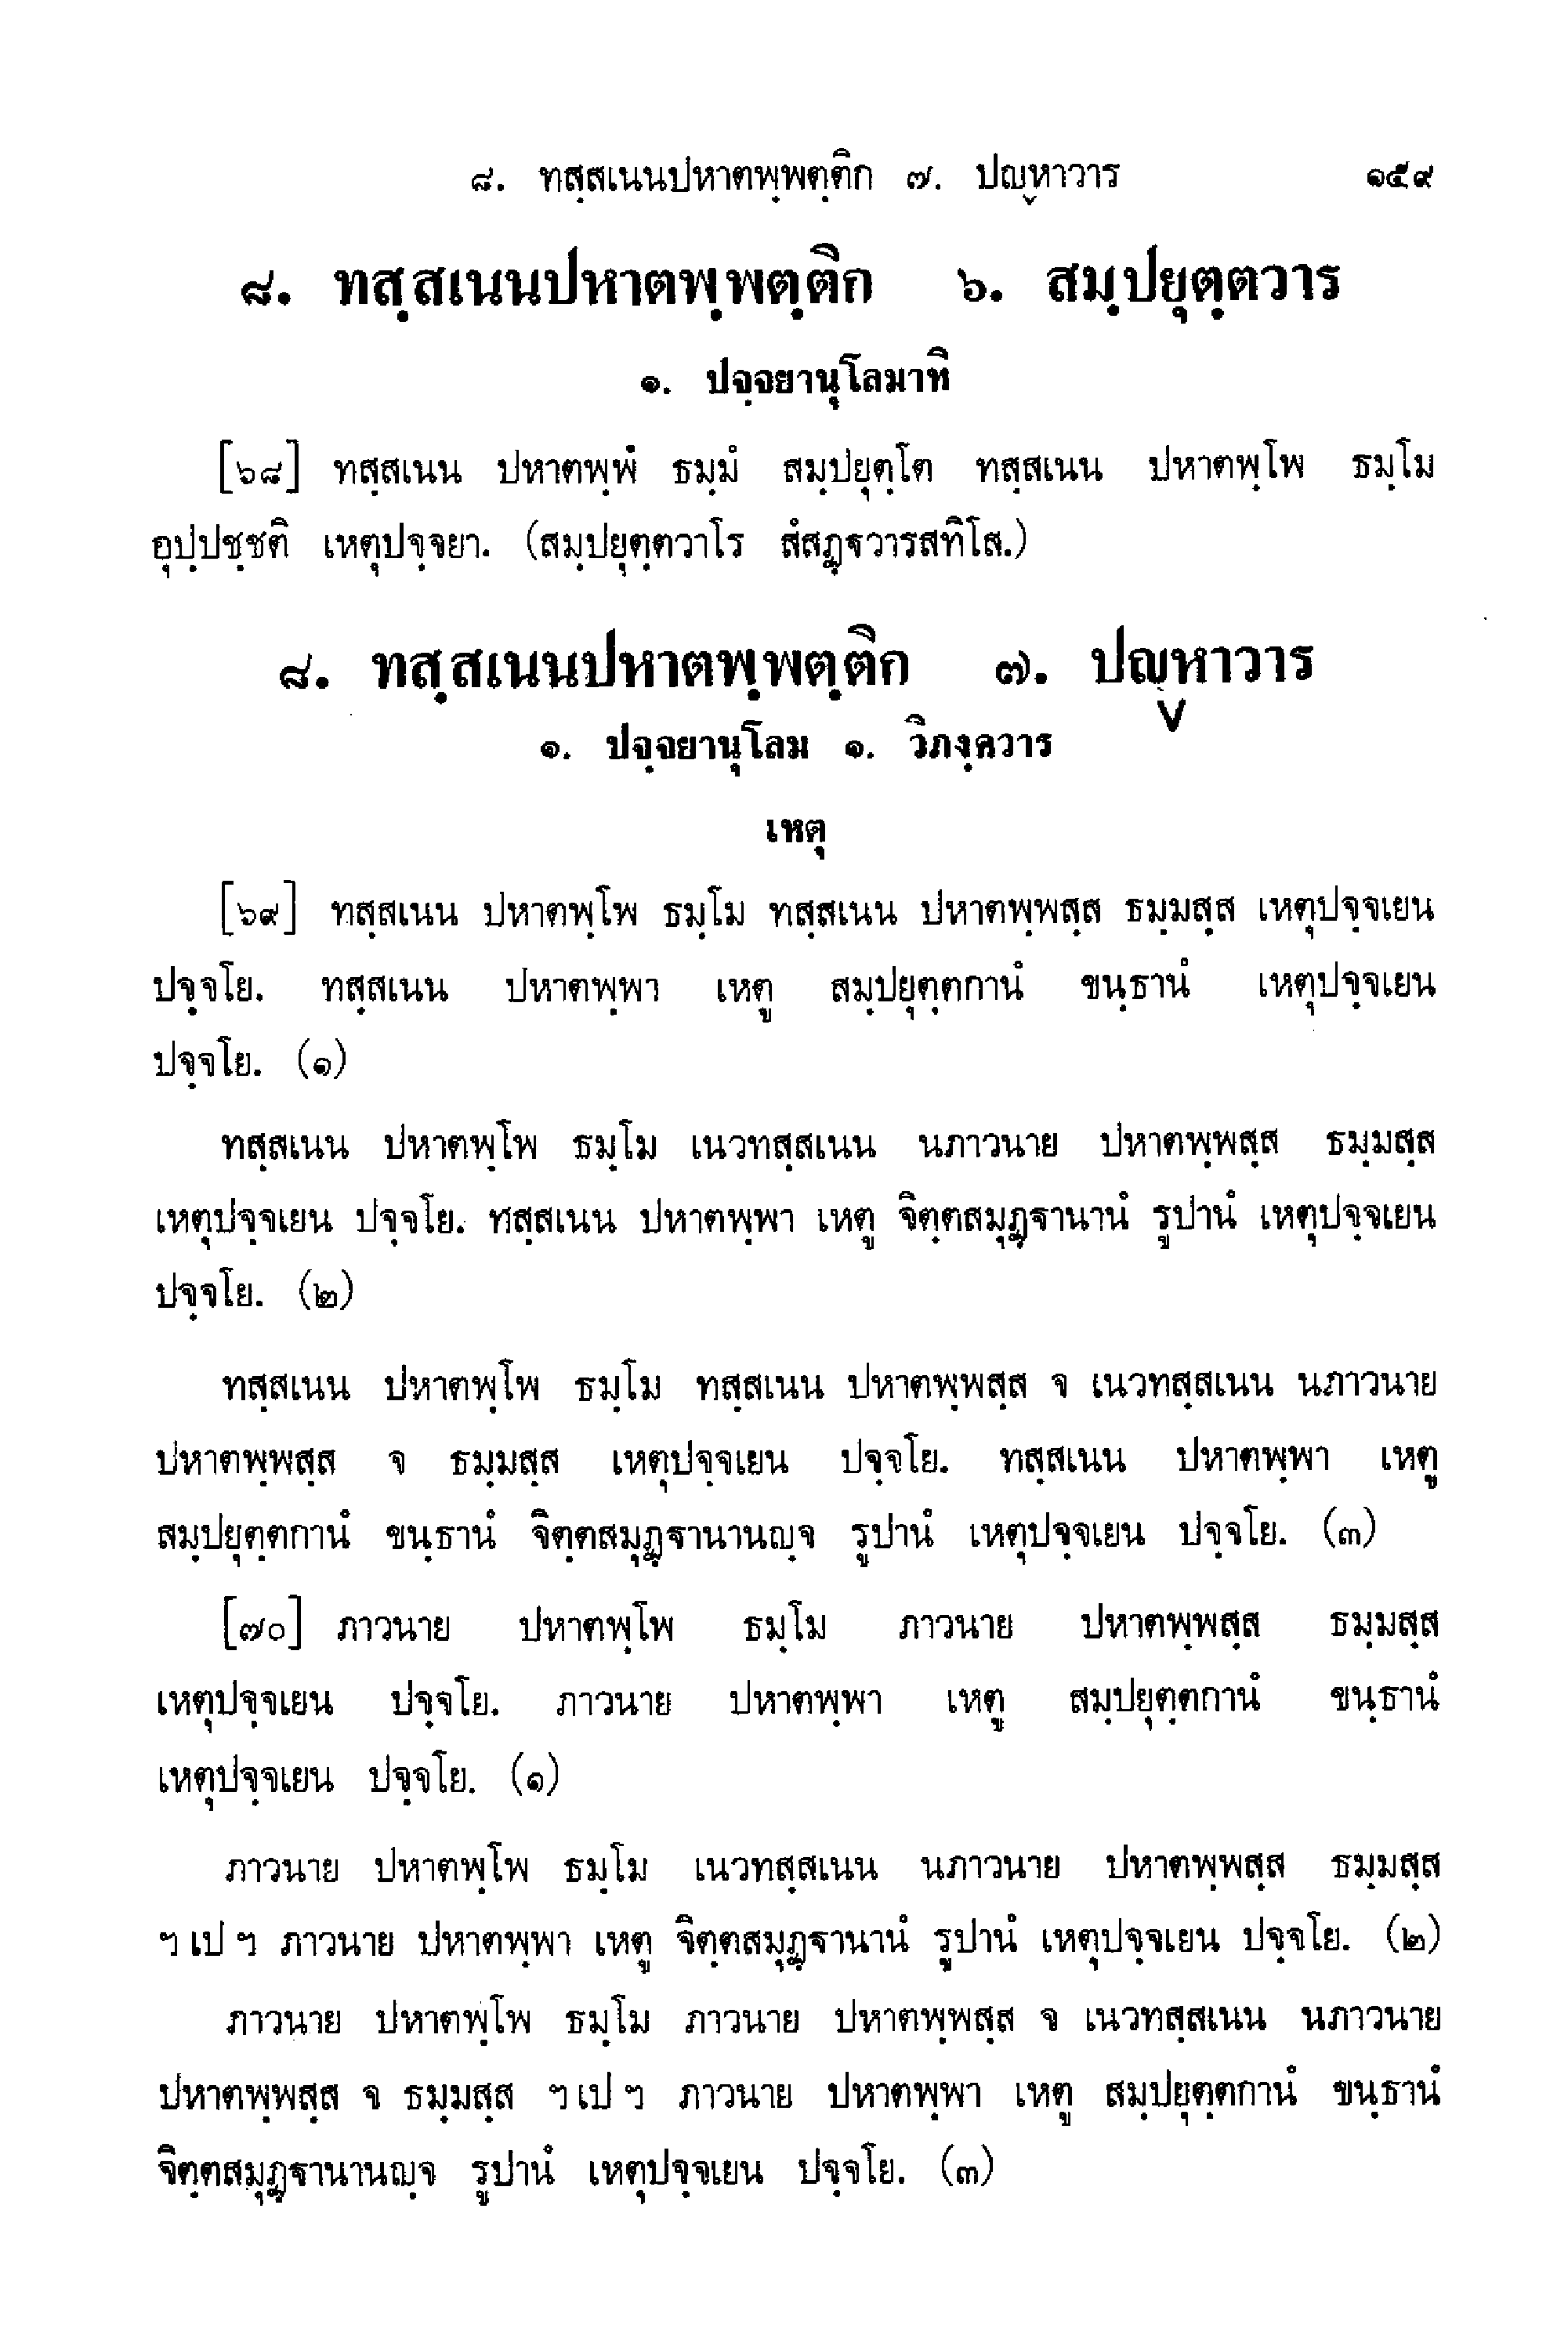 ๘. ทสฺสเนนปหาตพฺพตฺติก ๗. ปญฺหาวาร ๑๕๙
๘. ทสฺสเนนปหาตพฺพตฺติก ๖. สมฺปยุตฺตวาร
๑. ปจฺจยานุโลมาทิ
[๖๘] ทสฺสเนน ปหาตพฺพํ ธมฺมํ สมฺปยุตฺโต ทสฺสเนน ปหาตพฺโพ ธมฺโม
อุปฺปชฺชติ เหตุปจฺจยา. (สมฺปยุตฺตวาโร สํสฏฺฐวารสทิโส.)
๘. ทสฺสเนนปหาตพฺพตฺติก ๗. ปญฺหาวาร
๑. ปจฺจยานุโลม ๑. วิภงฺควาร
เหตุ
[๖๙] ทสฺสเนน ปหาตพฺโพ ธมฺโม ทสฺสเนน ปหาตพฺพสฺส ธมฺมสฺส เหตุปจฺจเยน
ปจฺจโย. ทสฺสเนน ปหาตพฺพา เหตู สมฺปยุตฺตกานํ ขนฺธานํ เหตุปจฺจเยน
ปจฺจโย. (๑)
ทสฺสเนน ปหาตพฺโพ ธมฺโม เนวทสฺสเนน นภาวนาย ปหาตพฺพสฺส ธมฺมสฺส
เหตุปจฺจเยน ปจฺจโย. ทสฺสเนน ปหาตพฺพา เหตู จิตฺตสมุฏฺฐานานํ รูปานํ เหตุปจฺจเยน
ปจฺจโย. (๒)
ทสฺสเนน ปหาตพฺโพ ธมฺโม ทสฺสเนน ปหาตพฺพสฺส จ เนวทสฺสเนน นภาวนาย
ปหาตพฺพสฺส จ ธมฺมสฺส เหตุปจฺจเยน ปจฺจโย. ทสฺสเนน ปหาตพฺพา เหตู
สมฺปยุตฺตกานํ ขนฺธานํ จิตฺตสมุฏฺฐานานญฺจ รูปานํ เหตุปจฺจเยน ปจฺจโย. (๓)
[๗๐] ภาวนาย ปหาตพฺโพ ธมฺโม ภาวนาย ปหาตพฺพสฺส ธมฺมสฺส
เหตุปจฺจเยน ปจฺจโย. ภาวนาย ปหาตพฺพา เหตู สมฺปยุตฺตกานํ ขนฺธานํ
เหตุปจฺจเยน ปจฺจโย. (๑)
ภาวนาย ปหาตพฺโพ ธมฺโม เนวทสฺสเนน นภาวนาย ปหาตพฺพสฺส ธมฺมสฺส
ฯ เป ฯ ภาวนาย ปหาตพฺพา เหตู จิตฺตสมุฏฺฐานานํ รูปานํ เหตุปจฺจเยน ปจฺจโย. (๒)
ภาวนาย ปหาตพฺโพ ธมฺโม ภาวนาย ปหาตพฺพสฺส จ เนวทสฺสเนน นภาวนาย
ปหาตพฺพสฺส จ ธมฺมสฺส ฯ เป ฯ ภาวนาย ปหาตพฺพา เหตู สมฺปยุตฺตกานํ ขนฺธานํ
จิตฺตสมุฏฺฐานานญฺจ รูปานํ เหตุปจฺจเยน ปจฺจโย. (๓)